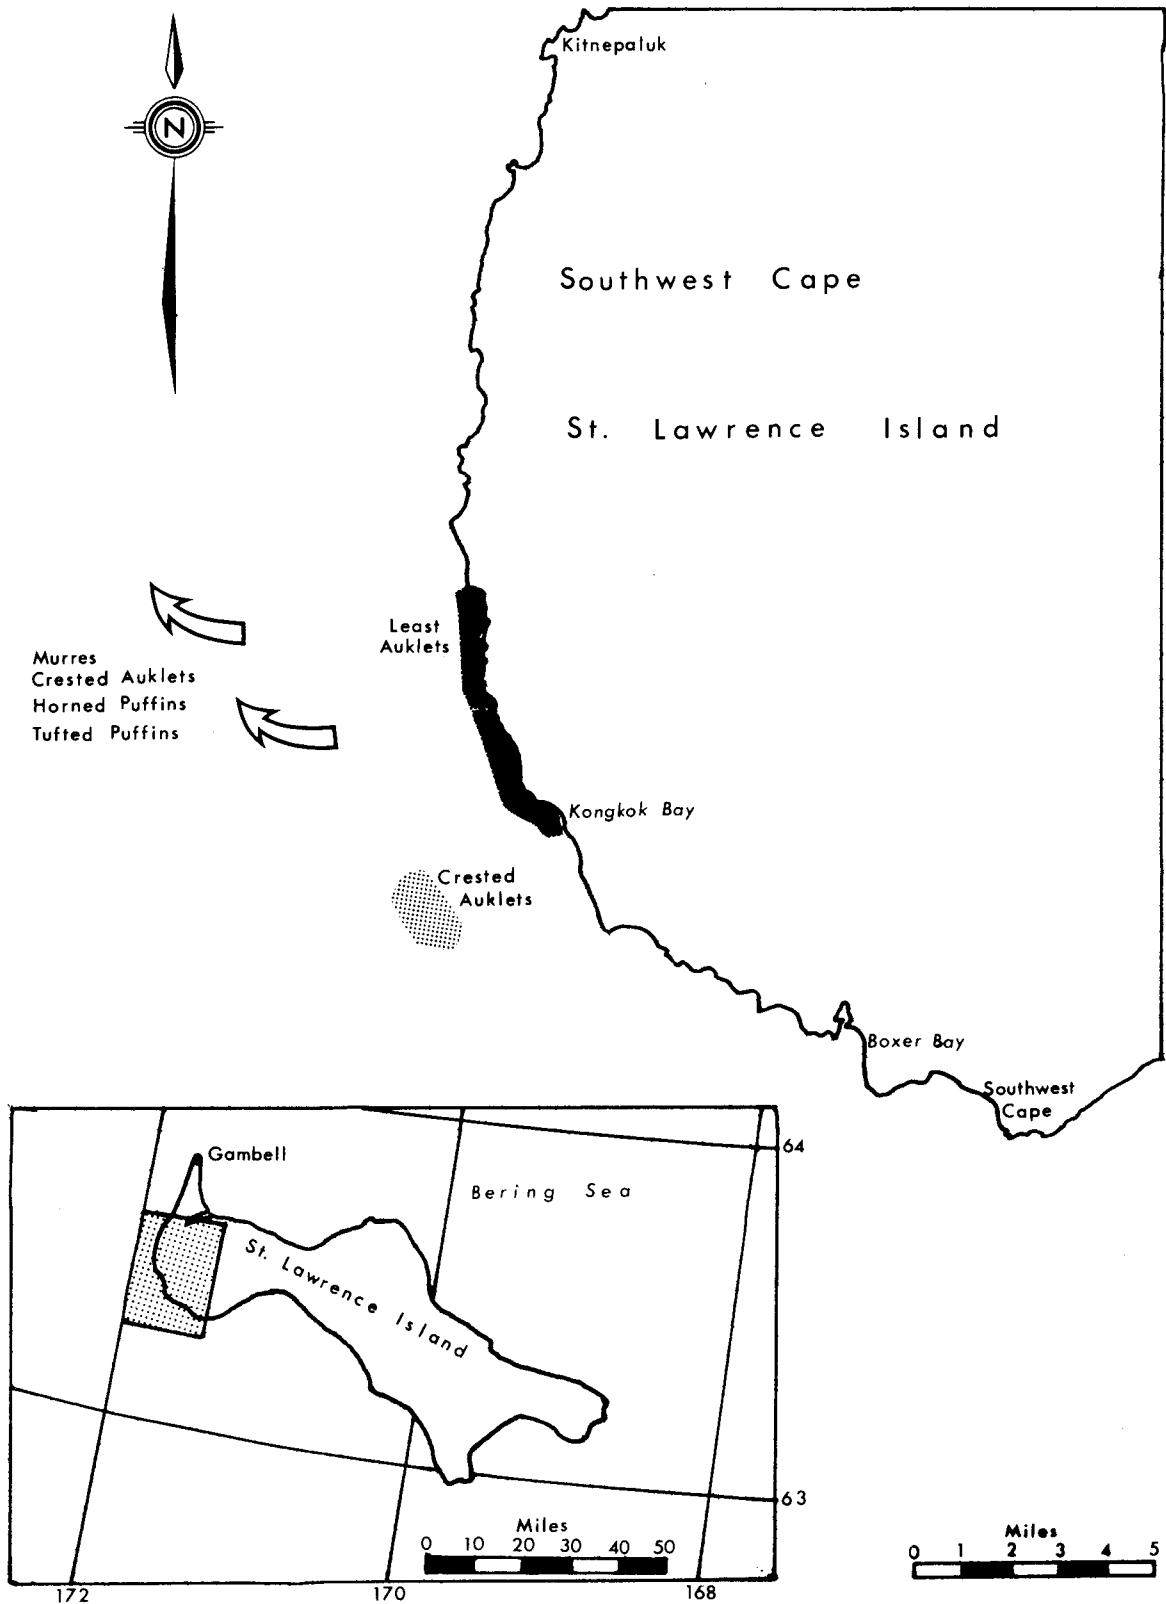 Kitnepaluk
N
Southwest Cape
St. Lawrence Island
Least
Auklets
Murres
Crested Auklets
Horned Puffins
Tufted Puffins
Kongkok Bay
Crested
Auklets
Boxer Bay
Southwest
Cape
Gambell
64
Bering Sea
St. Lawrence Island
63
Miles
0 10 20 30 40 50
172
170
168
Miles
0 1 2 3 4 5